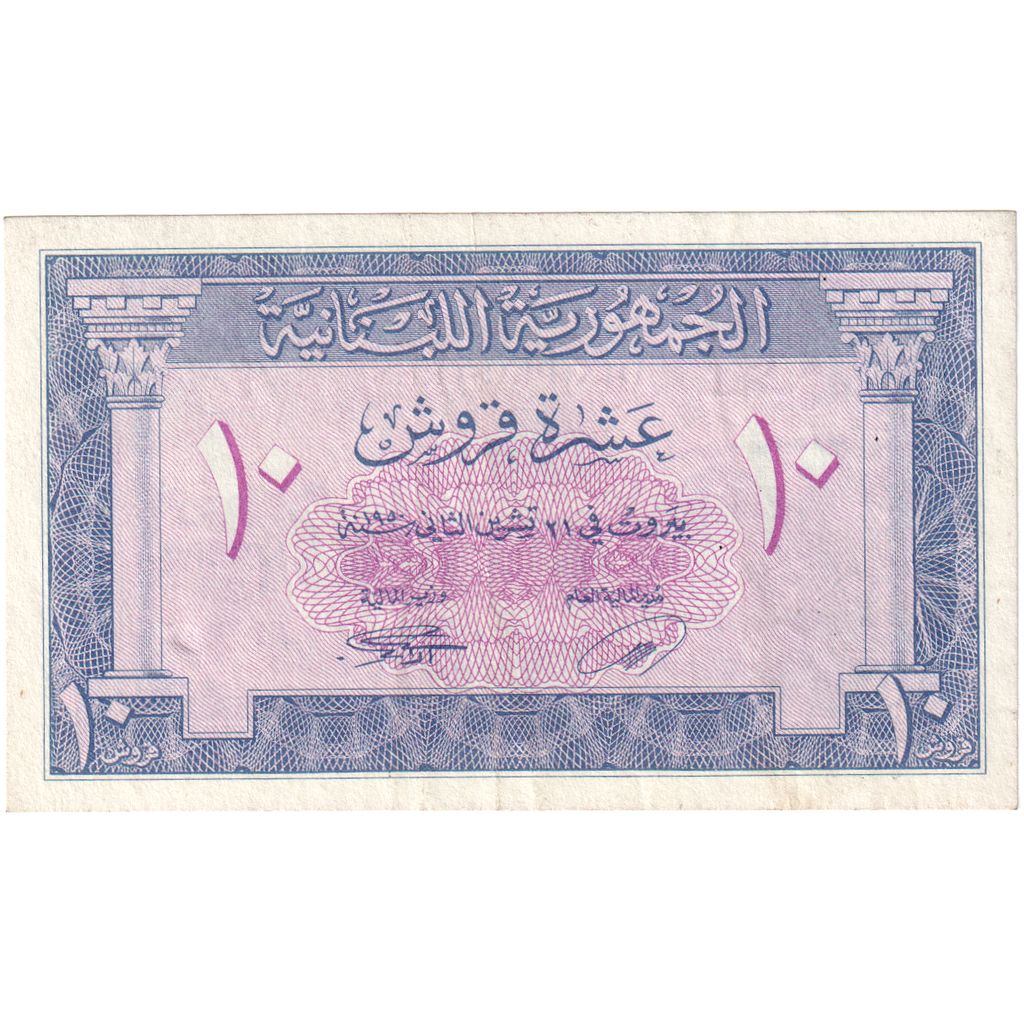 الجمهورية اللبنانية
عشرة قروش
١٠ ١٠
بيروت في ٢١ تشرين الثاني سنة ١٩٥٠
مدير المالية العام وزير المالية
١٠ قروش ١٠ قروش